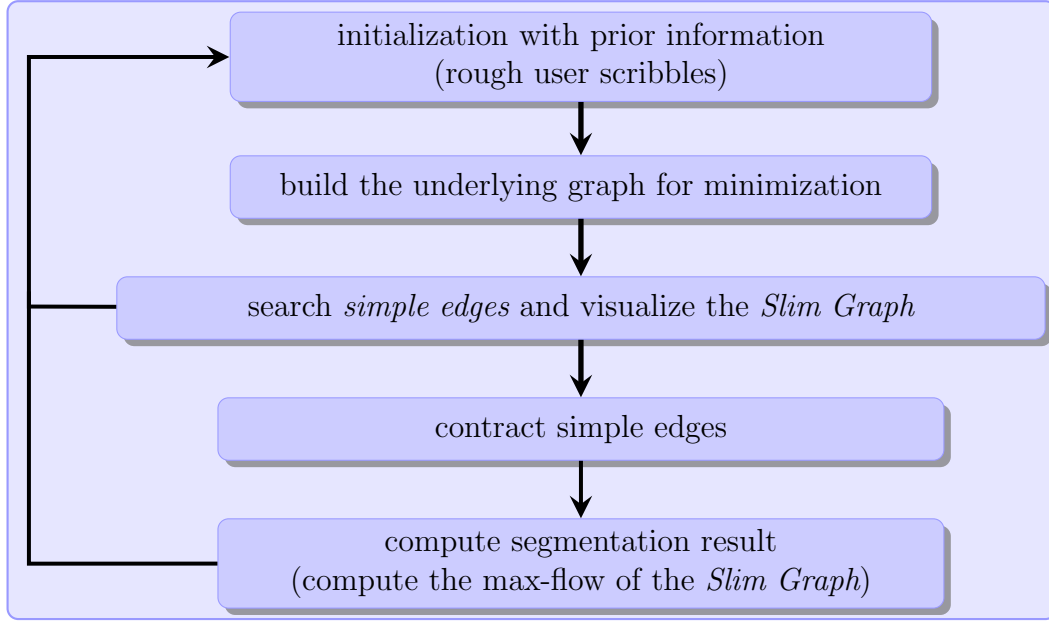 initialization with prior information
(rough user scribbles)
build the underlying graph for minimization
search simple edges and visualize the Slim Graph
contract simple edges
compute segmentation result
(compute the max-flow of the Slim Graph)